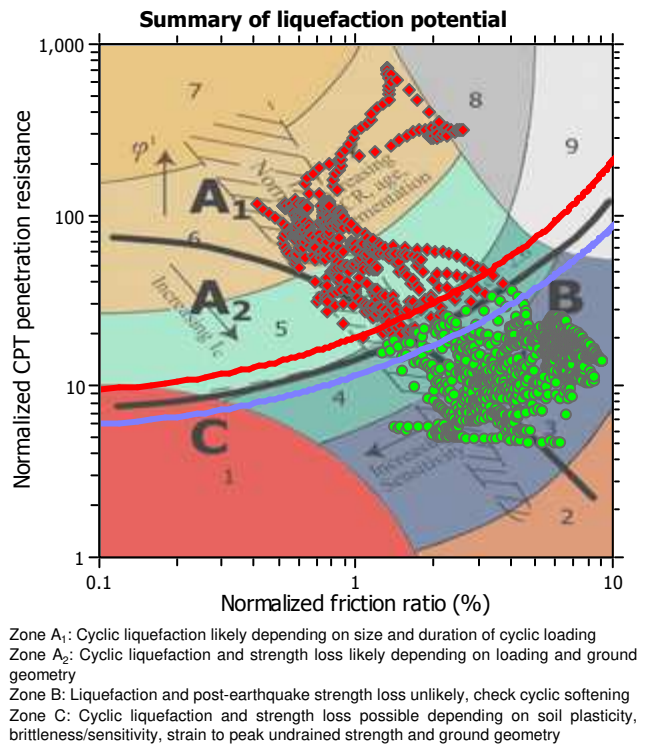 Summary of liquefaction potential
1,000
100
10
1
Normalized CPT penetration resistance
7
8
9
φ'
A1
6
A2
Increasing Ic
5
B
4
C
3
1
Increasing
Sensitivity
2
0.1
1
10
Normalized friction ratio (%)
Zone A1: Cyclic liquefaction likely depending on size and duration of cyclic loading
Zone A2: Cyclic liquefaction and strength loss likely depending on loading and ground
geometry
Zone B: Liquefaction and post-earthquake strength loss unlikely, check cyclic softening
Zone C: Cyclic liquefaction and strength loss possible depending on soil plasticity,
brittleness/sensitivity, strain to peak undrained strength and ground geometry